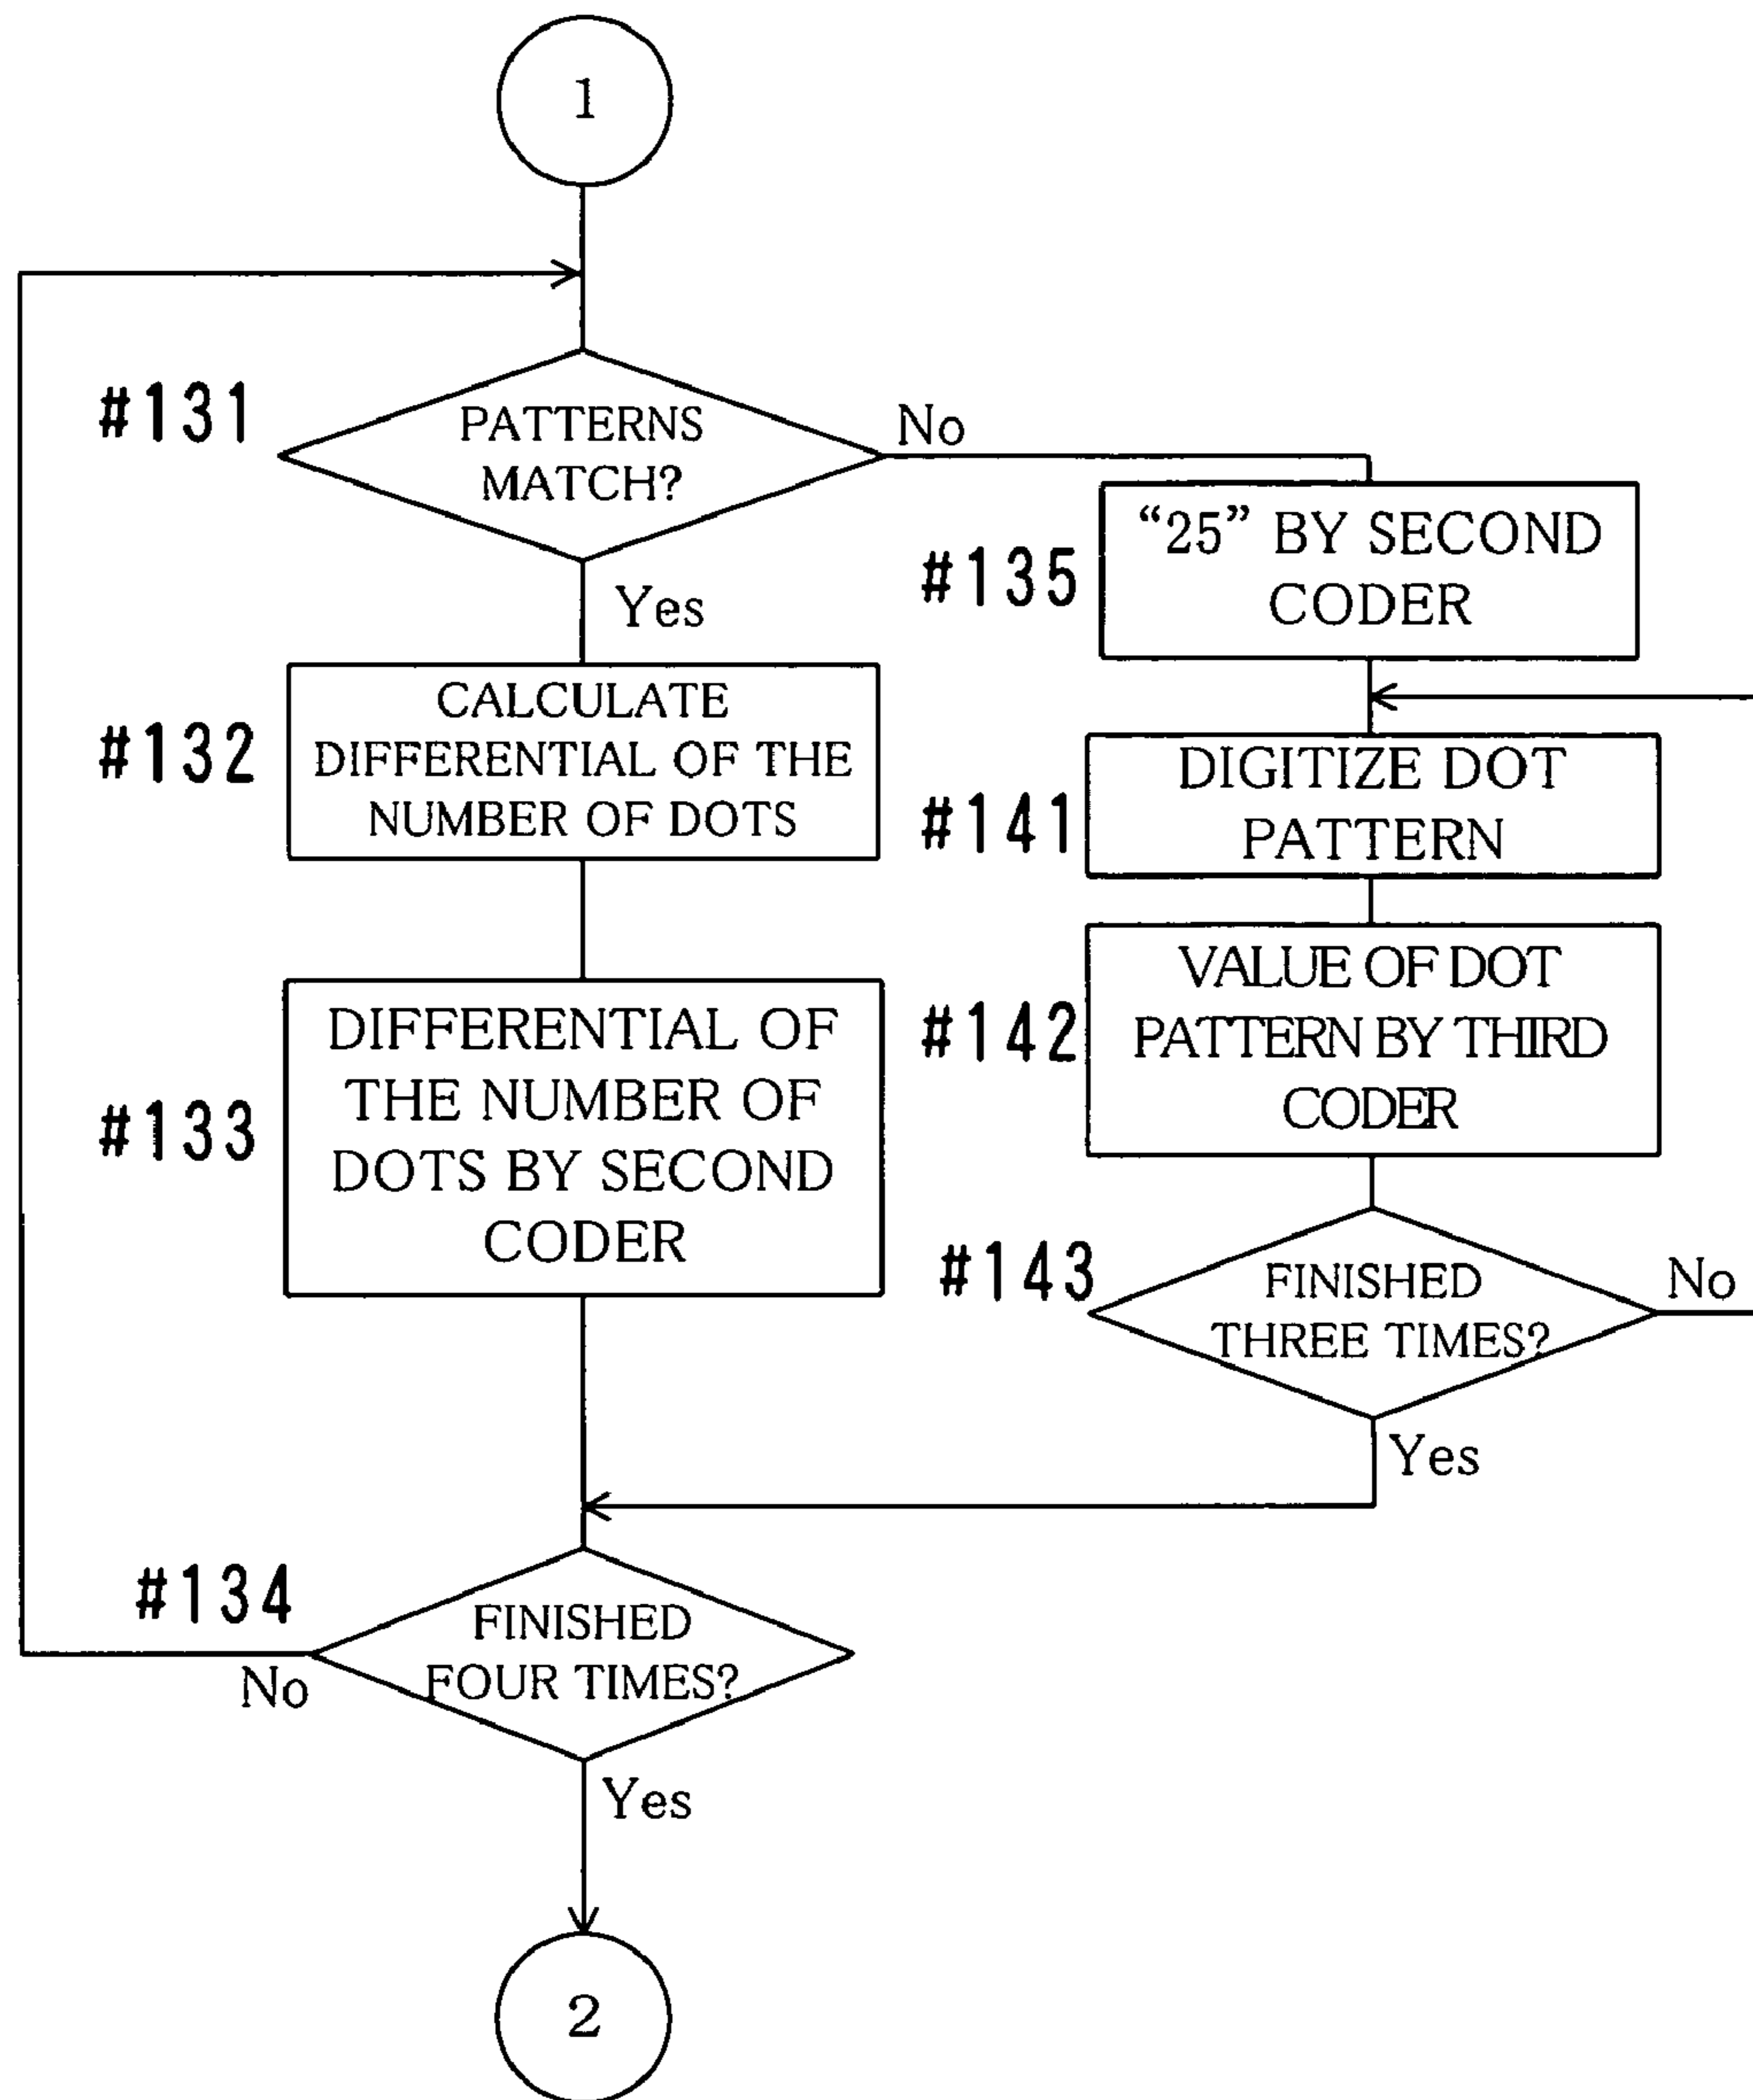 1
#131
PATTERNS
MATCH?
No
Yes
"25" BY SECOND
CODER
#135
#132
CALCULATE
DIFFERENTIAL OF THE
NUMBER OF DOTS
#141
DIGITIZE DOT
PATTERN
#142
VALUE OF DOT
PATTERN BY THIRD
CODER
#133
DIFFERENTIAL OF
THE NUMBER OF
DOTS BY SECOND
CODER
#143
FINISHED
THREE TIMES?
No
Yes
#134
FINISHED
FOUR TIMES?
No
Yes
2